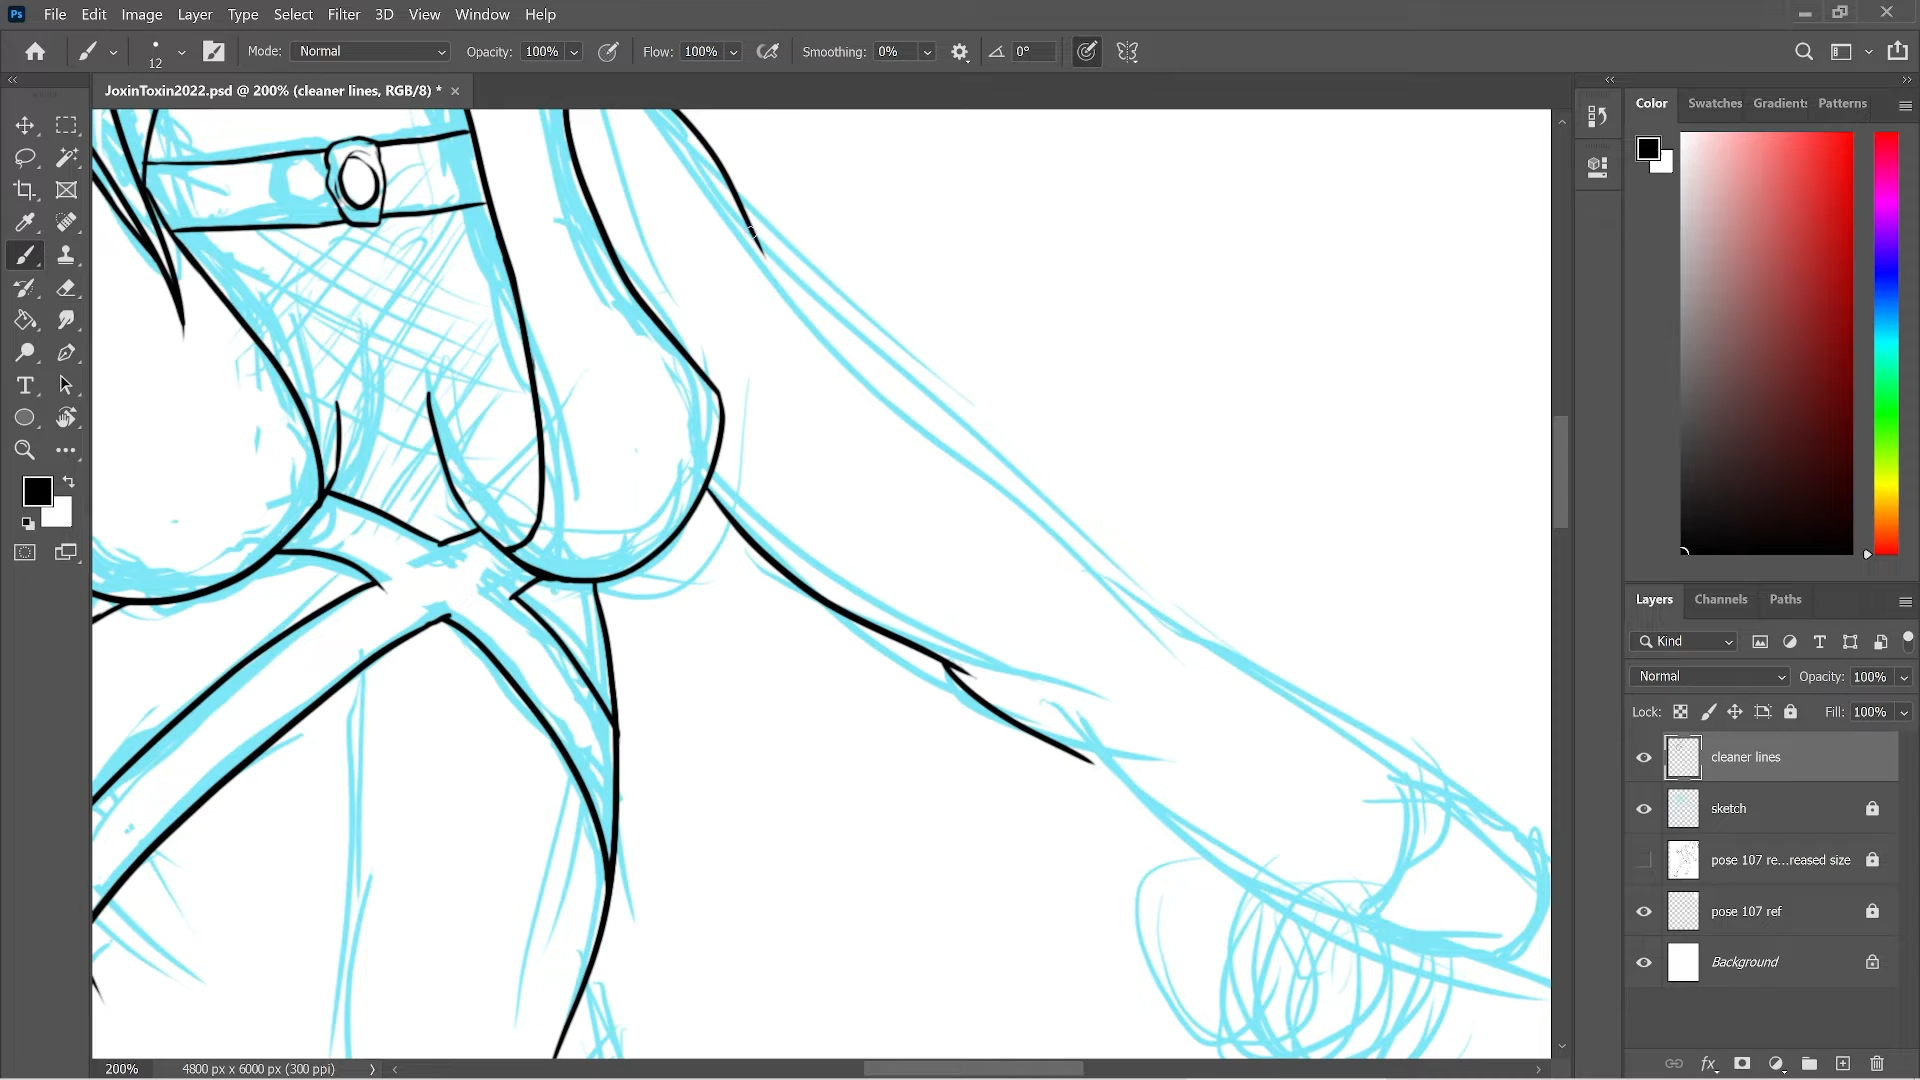 Ps File Edit Image Layer Type Select Filter 3D View Window Help
12 Mode: Normal Opacity: 100% Flow: 100% Smoothing: 0% 0°
JoxinToxin2022.psd @ 200% (cleaner lines, RGB/8) *
Color Swatches Gradients Patterns
Layers Channels Paths
Kind
Normal Opacity: 100%
Lock: Fill: 100%
cleaner lines
sketch
pose 107 re...reased size
pose 107 ref
Background
200% 4800 px x 6000 px (300 ppi)